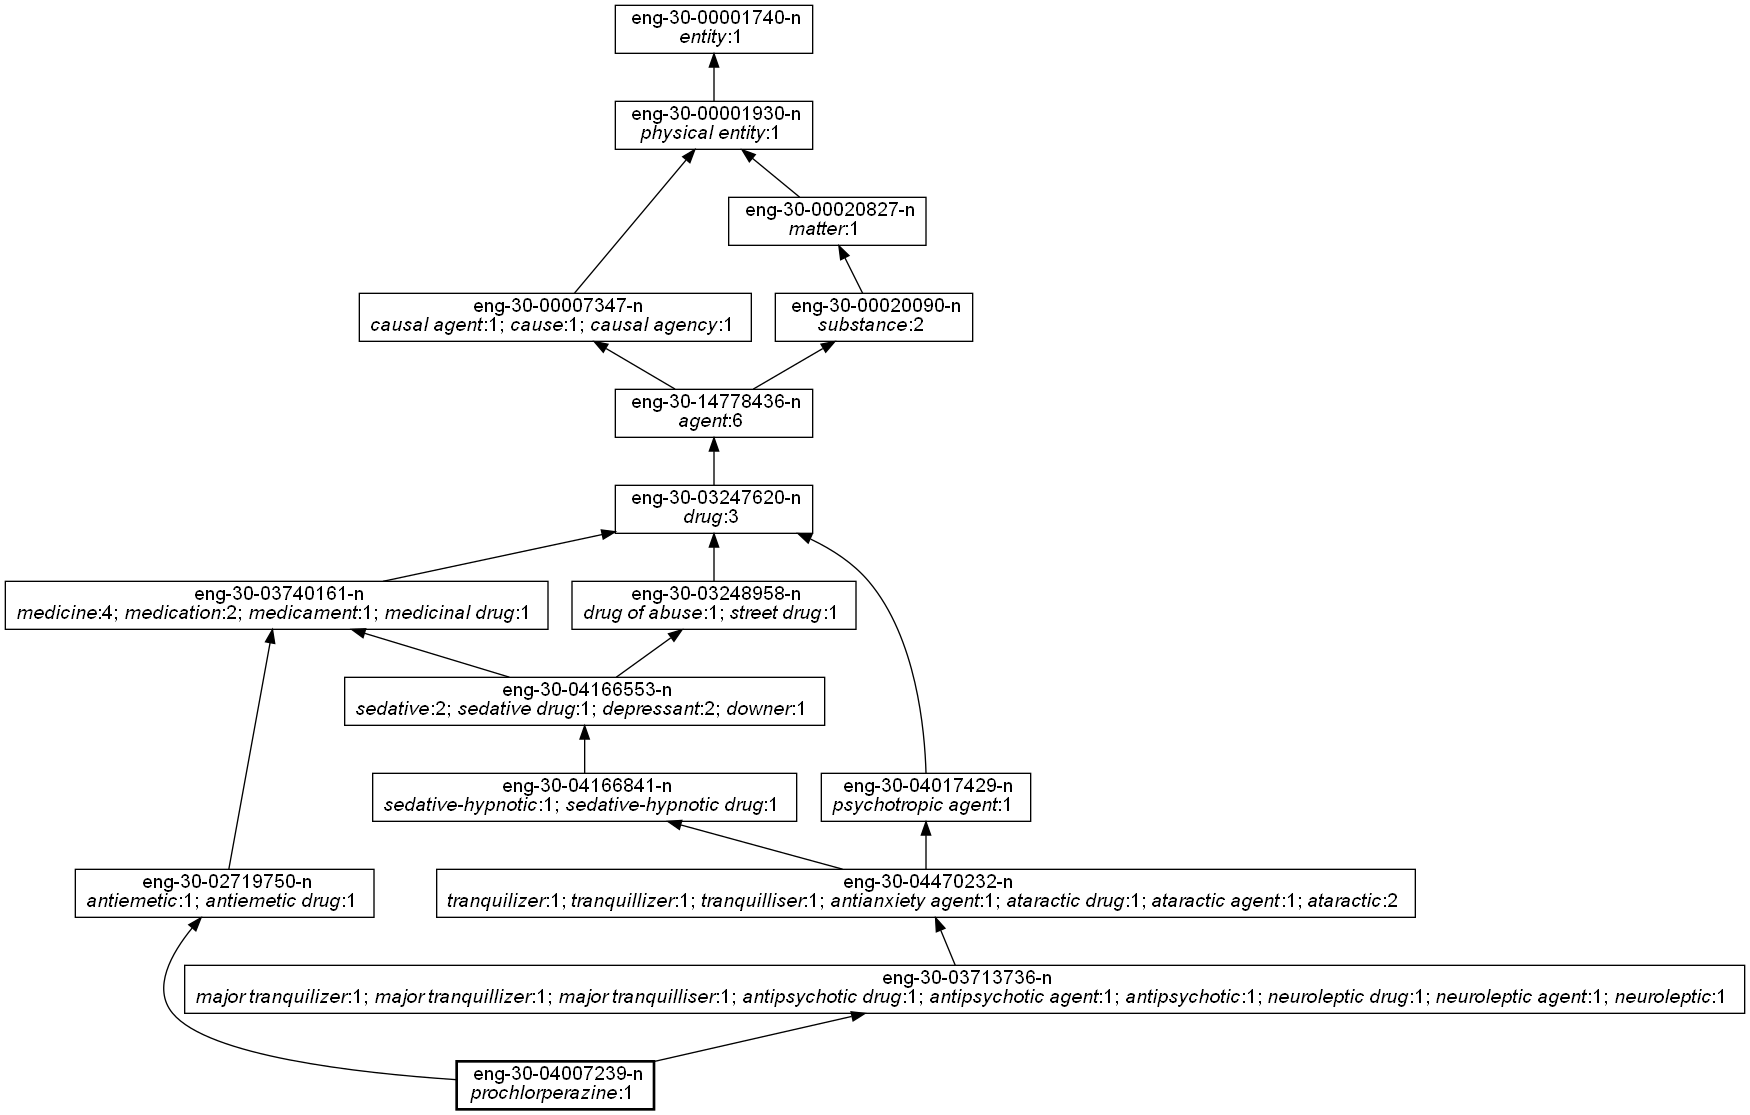 eng-30-00001740-n
entity:1
eng-30-00001930-n
physical entity:1
eng-30-00020827-n
matter:1
eng-30-00007347-n
causal agent:1; cause:1; causal agency:1
eng-30-00020090-n
substance:2
eng-30-14778436-n
agent:6
eng-30-03247620-n
drug:3
eng-30-03740161-n
medicine:4; medication:2; medicament:1; medicinal drug:1
eng-30-03248958-n
drug of abuse:1; street drug:1
eng-30-04166553-n
sedative:2; sedative drug:1; depressant:2; downer:1
eng-30-04166841-n
sedative-hypnotic:1; sedative-hypnotic drug:1
eng-30-04017429-n
psychotropic agent:1
eng-30-02719750-n
antiemetic:1; antiemetic drug:1
eng-30-04470232-n
tranquilizer:1; tranquillizer:1; tranquilliser:1; antianxiety agent:1; ataractic drug:1; ataractic agent:1; ataractic:2
eng-30-03713736-n
major tranquilizer:1; major tranquillizer:1; major tranquilliser:1; antipsychotic drug:1; antipsychotic agent:1; antipsychotic:1; neuroleptic drug:1; neuroleptic agent:1; neuroleptic:1
eng-30-04007239-n
prochlorperazine:1